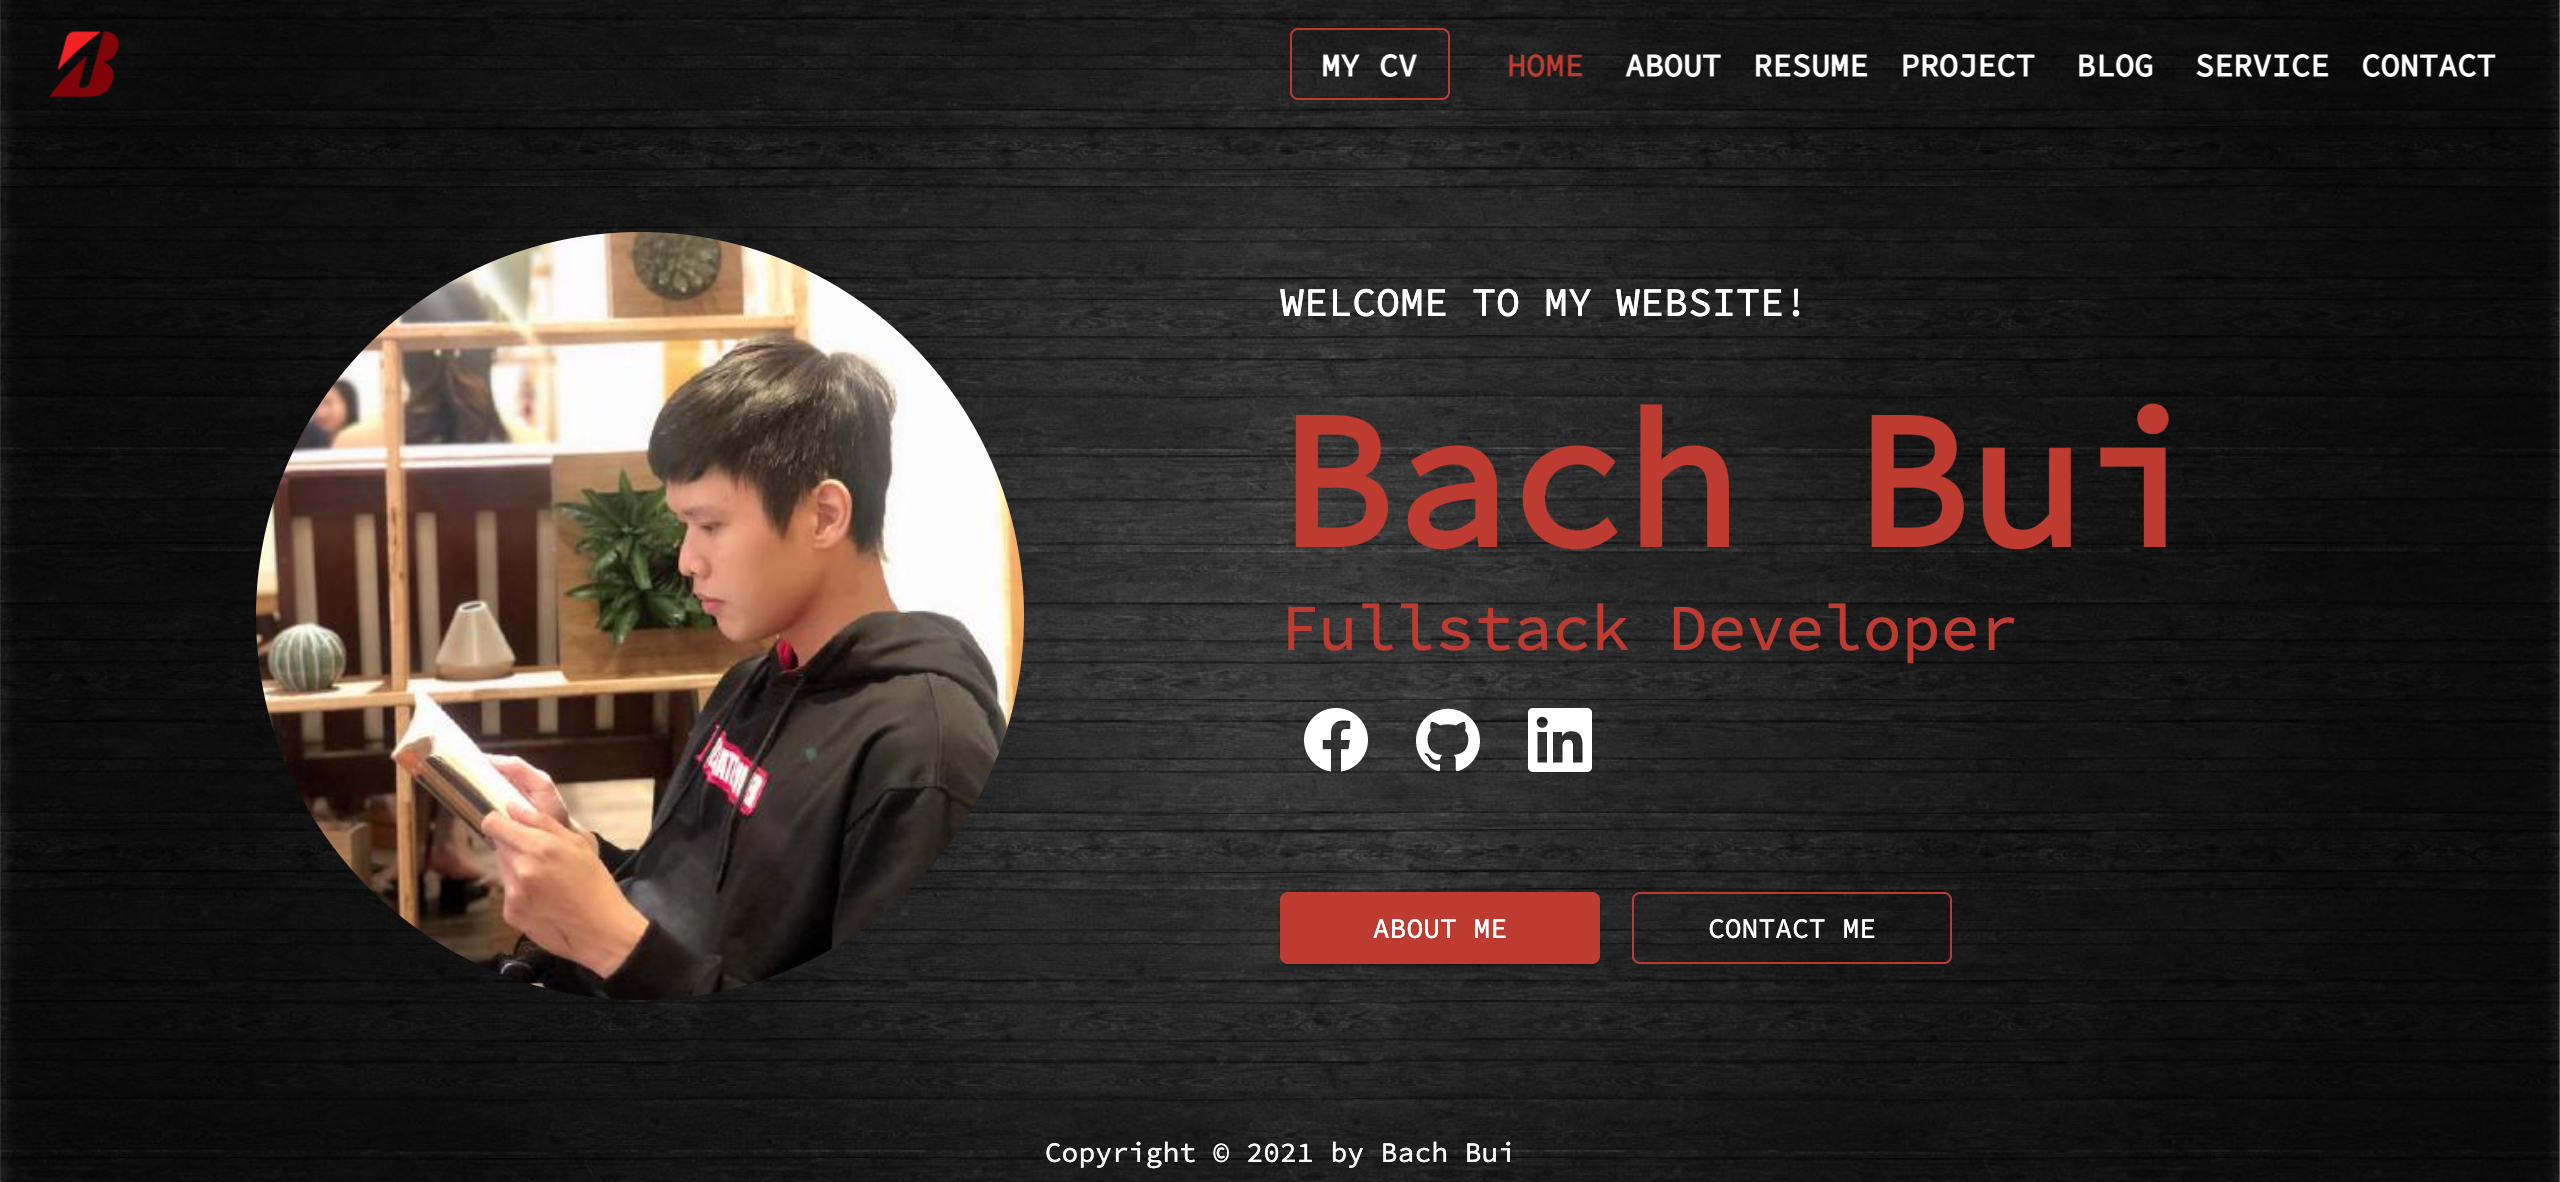 MY CV HOME ABOUT RESUME PROJECT BLOG SERVICE CONTACT
WELCOME TO MY WEBSITE!
Bach Bui
Fullstack Developer
ABOUT ME CONTACT ME
Copyright © 2021 by Bach Bui